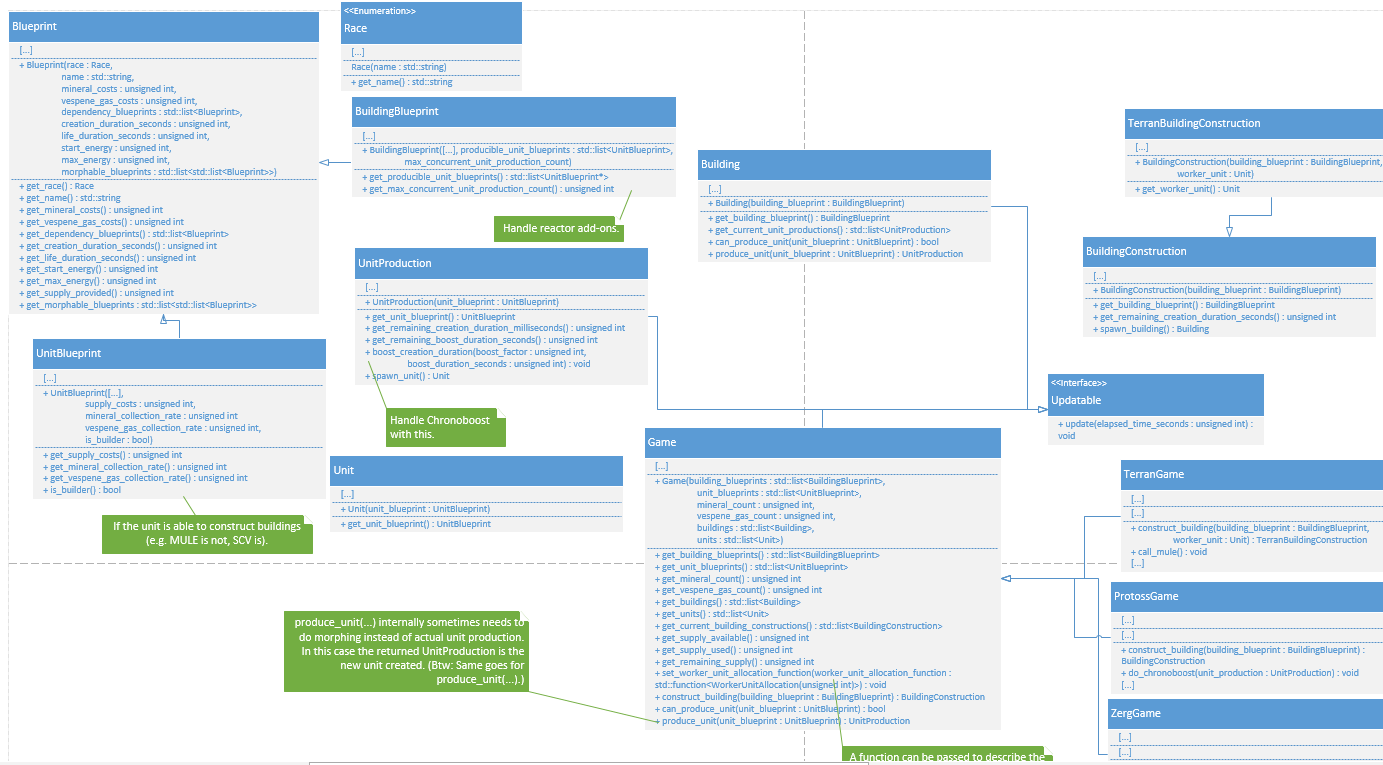 Blueprint
[...]
+ Blueprint(race : Race,
name : std::string,
mineral_costs : unsigned int,
vespene_gas_costs : unsigned int,
dependency_blueprints : std::list<Blueprint>,
creation_duration_seconds : unsigned int,
life_duration_seconds : unsigned int,
start_energy : unsigned int,
max_energy : unsigned int,
morphable_blueprints : std::list<std::list<Blueprint>>)
+ get_race() : Race
+ get_name() : std::string
+ get_mineral_costs() : unsigned int
+ get_vespene_gas_costs() : unsigned int
+ get_dependency_blueprints() : std::list<Blueprint>
+ get_creation_duration_seconds() : unsigned int
+ get_life_duration_seconds() : unsigned int
+ get_start_energy() : unsigned int
+ get_max_energy() : unsigned int
+ get_supply_provided() : unsigned int
+ get_morphable_blueprints : std::list<std::list<Blueprint>>
<<Enumeration>>
Race
[...]
Race(name : std::string)
+ get_name() : std::string
BuildingBlueprint
[...]
+ BuildingBlueprint([...], producible_unit_blueprints : std::list<UnitBlueprint>,
max_concurrent_unit_production_count)
+ get_producible_unit_blueprints() : std::list<UnitBlueprint*>
+ get_max_concurrent_unit_production_count() : unsigned int
Handle reactor add-ons.
UnitProduction
[...]
+ UnitProduction(unit_blueprint : UnitBlueprint)
+ get_unit_blueprint() : UnitBlueprint
+ get_remaining_creation_duration_milliseconds() : unsigned int
+ get_remaining_boost_duration_seconds() : unsigned int
+ boost_creation_duration(boost_factor : unsigned int,
boost_duration_seconds : unsigned int) : void
+ spawn_unit() : Unit
Handle Chronoboost
with this.
UnitBlueprint
[...]
+ UnitBlueprint([...],
supply_costs : unsigned int,
mineral_collection_rate : unsigned int
vespene_gas_collection_rate : unsigned int,
is_builder : bool)
+ get_supply_costs() : unsigned int
+ get_mineral_collection_rate() : unsigned int
+ get_vespene_gas_collection_rate() : unsigned int
+ is_builder() : bool
If the unit is able to construct buildings
(e.g. MULE is not, SCV is).
Unit
[...]
+ Unit(unit_blueprint : UnitBlueprint)
+ get_unit_blueprint() : UnitBlueprint
Building
[...]
+ Building(building_blueprint : BuildingBlueprint)
+ get_building_blueprint() : BuildingBlueprint
+ get_current_unit_productions() : std::list<UnitProduction>
+ can_produce_unit(unit_blueprint : UnitBlueprint) : bool
+ produce_unit(unit_blueprint : UnitBlueprint) : UnitProduction
TerranBuildingConstruction
[...]
+ BuildingConstruction(building_blueprint : BuildingBlueprint,
worker_unit : Unit)
+ get_worker_unit() : Unit
BuildingConstruction
[...]
+ BuildingConstruction(building_blueprint : BuildingBlueprint)
+ get_building_blueprint() : BuildingBlueprint
+ get_remaining_creation_duration_seconds() : unsigned int
+ spawn_building() : Building
<<Interface>>
Updatable
+ update(elapsed_time_seconds : unsigned int) :
void
Game
[...]
+ Game(building_blueprints : std::list<BuildingBlueprint>,
unit_blueprints : std::list<UnitBlueprint>,
mineral_count : unsigned int,
vespene_gas_count : unsigned int,
buildings : std::list<Building>,
units : std::list<Unit>)
+ get_building_blueprints() : std::list<BuildingBlueprint>
+ get_unit_blueprints() : std::list<UnitBlueprint>
+ get_mineral_count() : unsigned int
+ get_vespene_gas_count() : unsigned int
+ get_buildings() : std::list<Building>
+ get_units() : std::list<Unit>
+ get_current_building_constructions() : std::list<BuildingConstruction>
+ get_supply_available() : unsigned int
+ get_supply_used() : unsigned int
+ get_remaining_supply() : unsigned int
+ set_worker_unit_allocation_function(worker_unit_allocation_function :
std::function<WorkerUnitAllocation(unsigned int)>) : void
+ construct_building(building_blueprint : BuildingBlueprint) : BuildingConstruction
+ can_produce_unit(unit_blueprint : UnitBlueprint) : bool
+ produce_unit(unit_blueprint : UnitBlueprint) : UnitProduction
produce_unit(...) internally sometimes needs to
do morphing instead of actual unit production.
In this case the returned UnitProduction is the
new unit created. (Btw: Same goes for
produce_unit(...).)
A function can be passed to describe the
TerranGame
[...]
[...]
+ construct_building(building_blueprint : BuildingBlueprint,
worker_unit : Unit) : TerranBuildingConstruction
+ call_mule() : void
[...]
ProtossGame
[...]
[...]
+ construct_building(building_blueprint : BuildingBlueprint) :
BuildingConstruction
+ do_chronoboost(unit_production : UnitProduction) : void
[...]
ZergGame
[...]
[...]